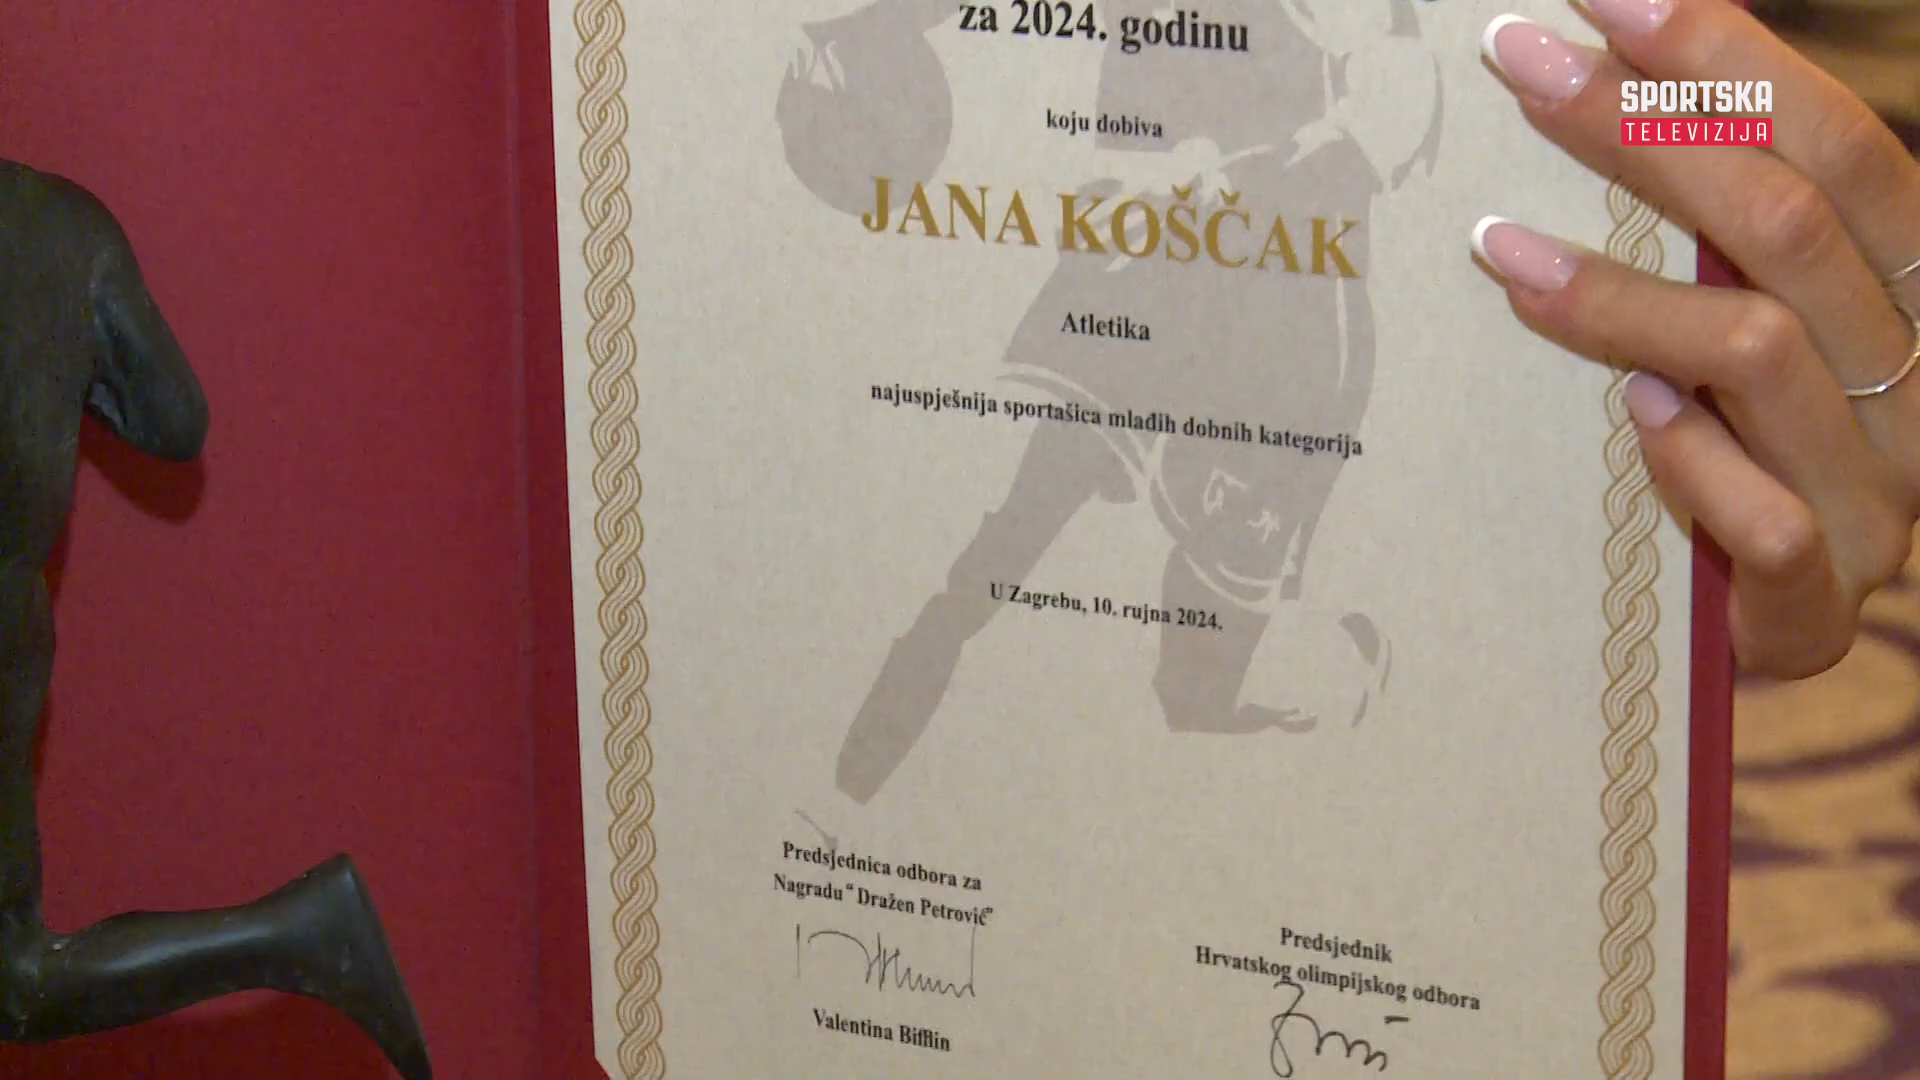 za 2024. godinu
koju dobiva
JANA KOŠČAK
Atletika
najuspješnija sportašica mlađih dobnih kategorija
U Zagrebu, 10. rujna 2024.
Predsjednica odbora za
Nagradu “ Dražen Petrović”
Valentina Bifflin
Predsjednik
Hrvatskog olimpijskog odbora
SPORTSKA
TELEVIZIJA